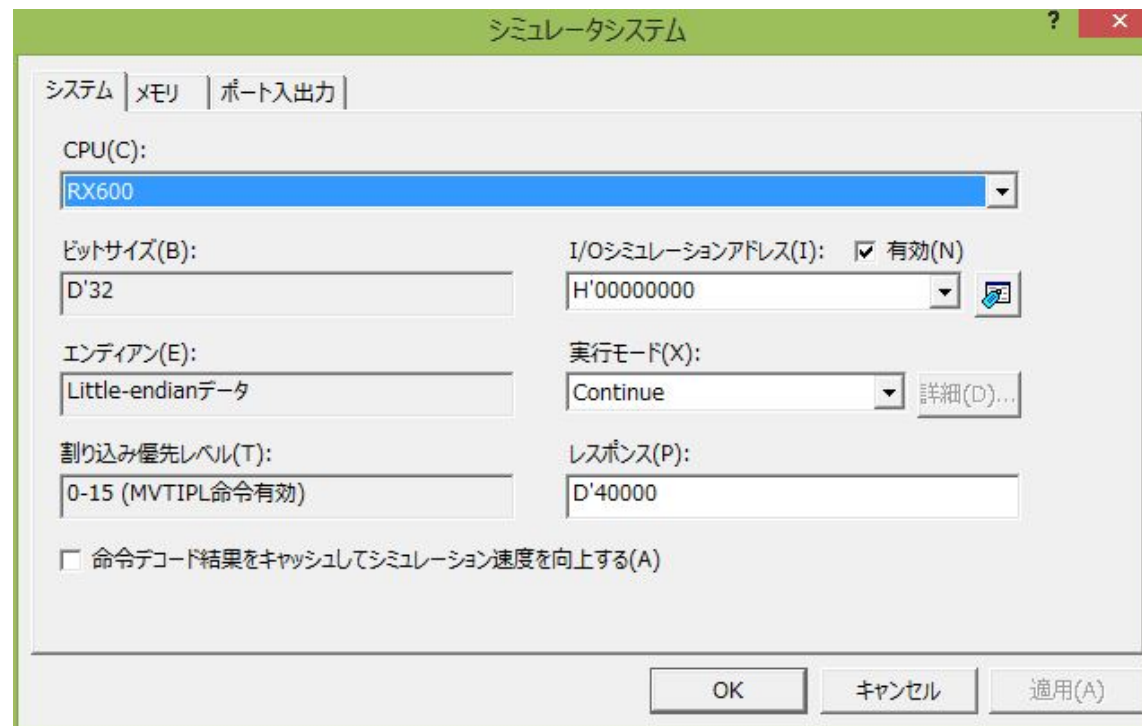 シミュレータシステム
? ×
システム メモリ ポート入出力
CPU(C):
RX600
ビットサイズ(B):
D'32
I/Oシミュレーションアドレス(I): 有効(N)
H'00000000
エンディアン(E):
Little-endianデータ
実行モード(X):
Continue
詳細(D)...
割り込み優先レベル(T):
0-15 (MVTIPL命令有効)
レスポンス(P):
D'40000
命令デコード結果をキャッシュしてシミュレーション速度を向上する(A)
OK キャンセル 適用(A)